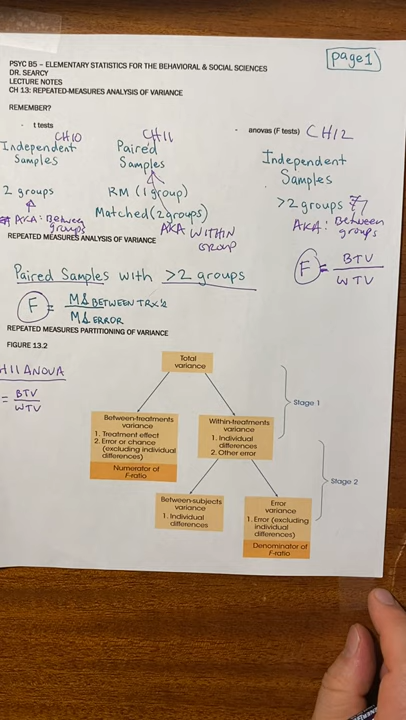 page 1
PSYC B5 – ELEMENTARY STATISTICS FOR THE BEHAVIORAL & SOCIAL SCIENCES
DR. SEARCY
LECTURE NOTES
CH 13: REPEATED-MEASURES ANALYSIS OF VARIANCE
REMEMBER?
- t tests
CH10
Independent
Samples
2 groups
AKA: Between
groups
CH11
Paired
Samples
RM (1 group)
Matched (2 groups)
AKA WITHIN
GROUP
- anovas (F tests) CH12
Independent
Samples
>2 groups
AKA: Between
groups
F = BTV
WTV
REPEATED MEASURES ANALYSIS OF VARIANCE
Paired Samples with >2 groups
F = MS BETWEEN TRX's
MS ERROR
REPEATED MEASURES PARTITIONING OF VARIANCE
FIGURE 13.2
ANOVA
= BTV
WTV
Total
variance
Stage 1
Between-treatments
variance
1. Treatment effect
2. Error or chance
(excluding individual
differences)
Numerator of
F-ratio
Within-treatments
variance
1. Individual
differences
2. Other error
Stage 2
Between-subjects
variance
1. Individual
differences
Error
variance
1. Error (excluding
individual
differences)
Denominator of
F-ratio